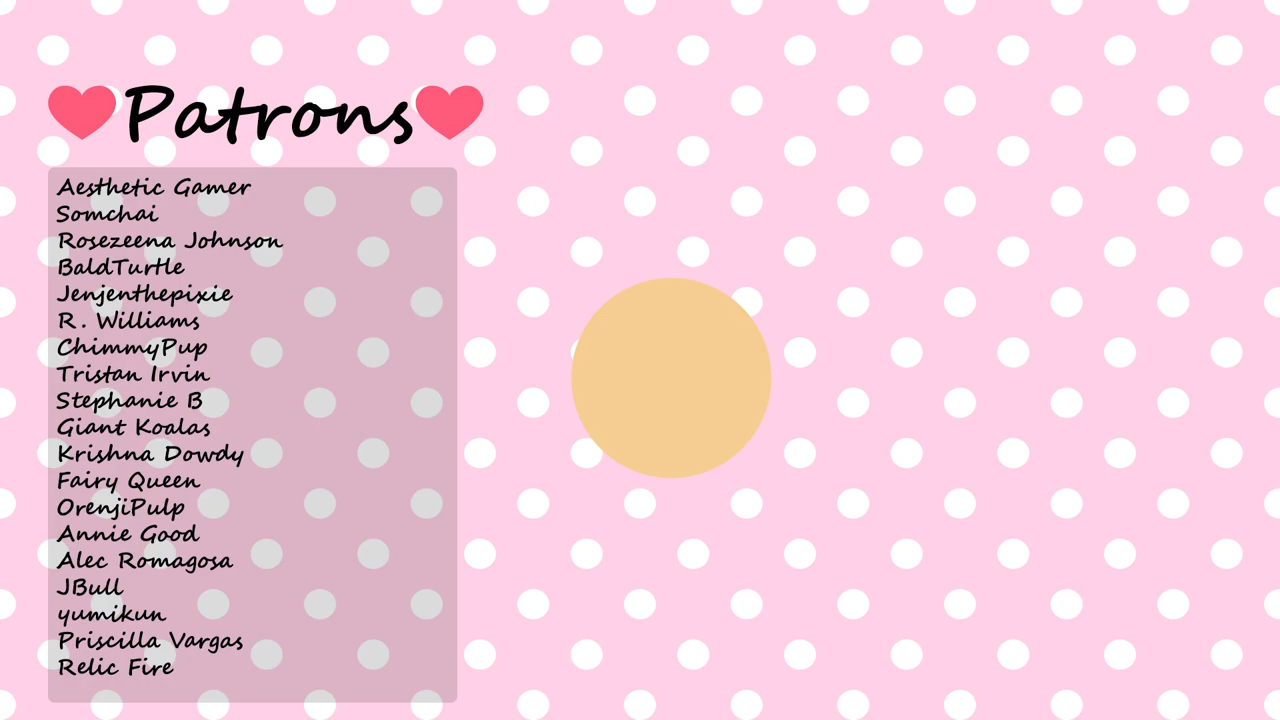 Patrons
Aesthetic Gamer
Somchai
Rosezeena Johnson
BaldTurtle
Jenjenthepixie
R. Williams
ChimmyPup
Tristan Irvin
Stephanie B
Giant Koalas
Krishna Dowdy
Fairy Queen
OrenjiPulp
Annie Good
Alec Romagosa
JBull
yumikun
Priscilla Vargas
Relic Fire